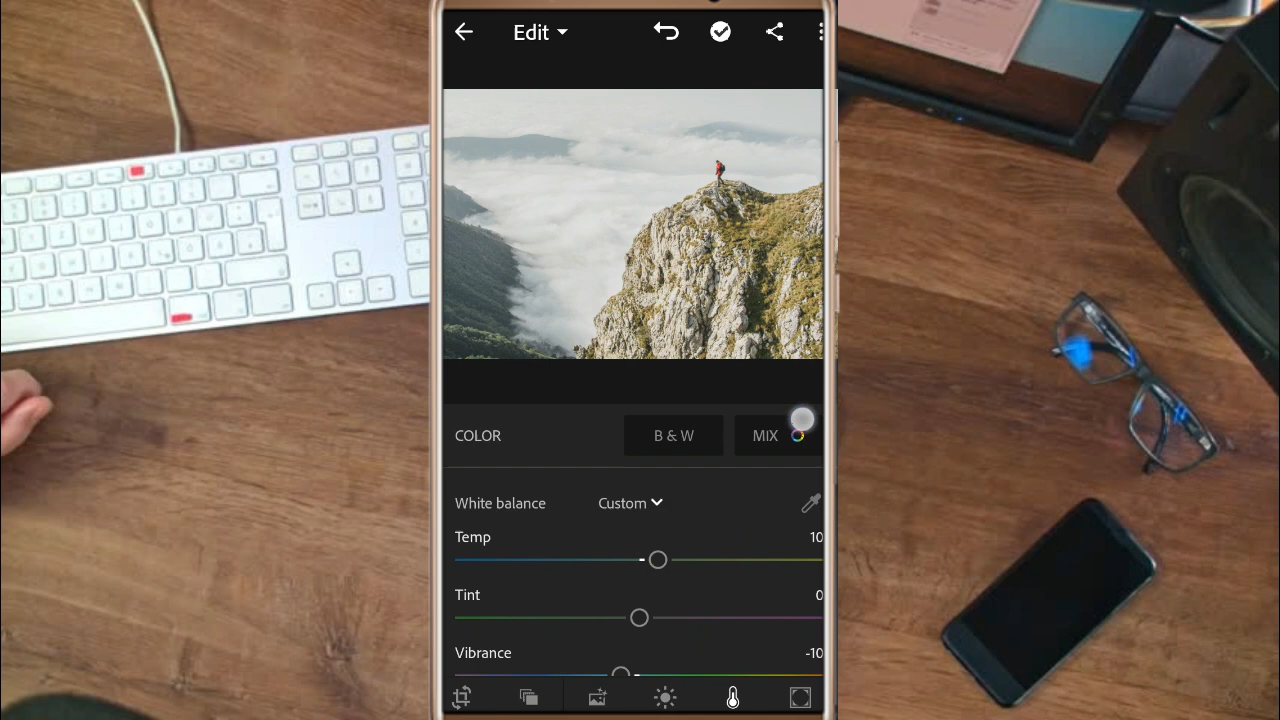 Edit
COLOR
B & W
MIX
White balance
Custom
Temp
10
Tint
0
Vibrance
-10